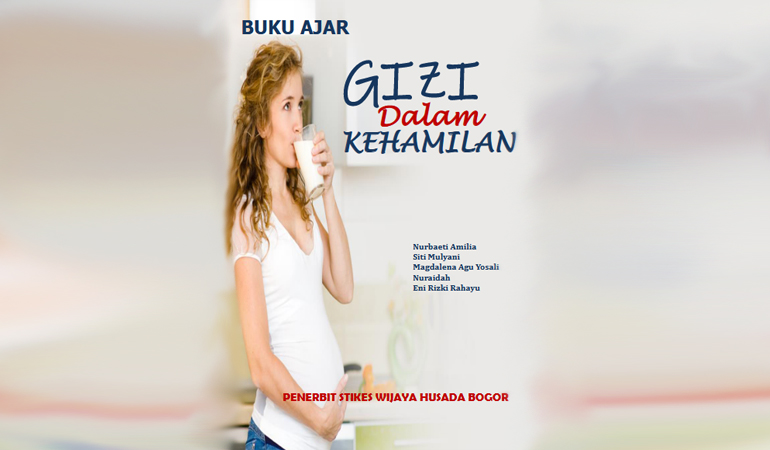 BUKU AJAR
GIZI
Dalam
KEHAMILAN
Nurbaeti Amilia
Siti Mulyani
Magdalena Agu Yosali
Nuraidah
Eni Rizki Rahayu
PENERBIT STIKES WIJAYA HUSADA BOGOR